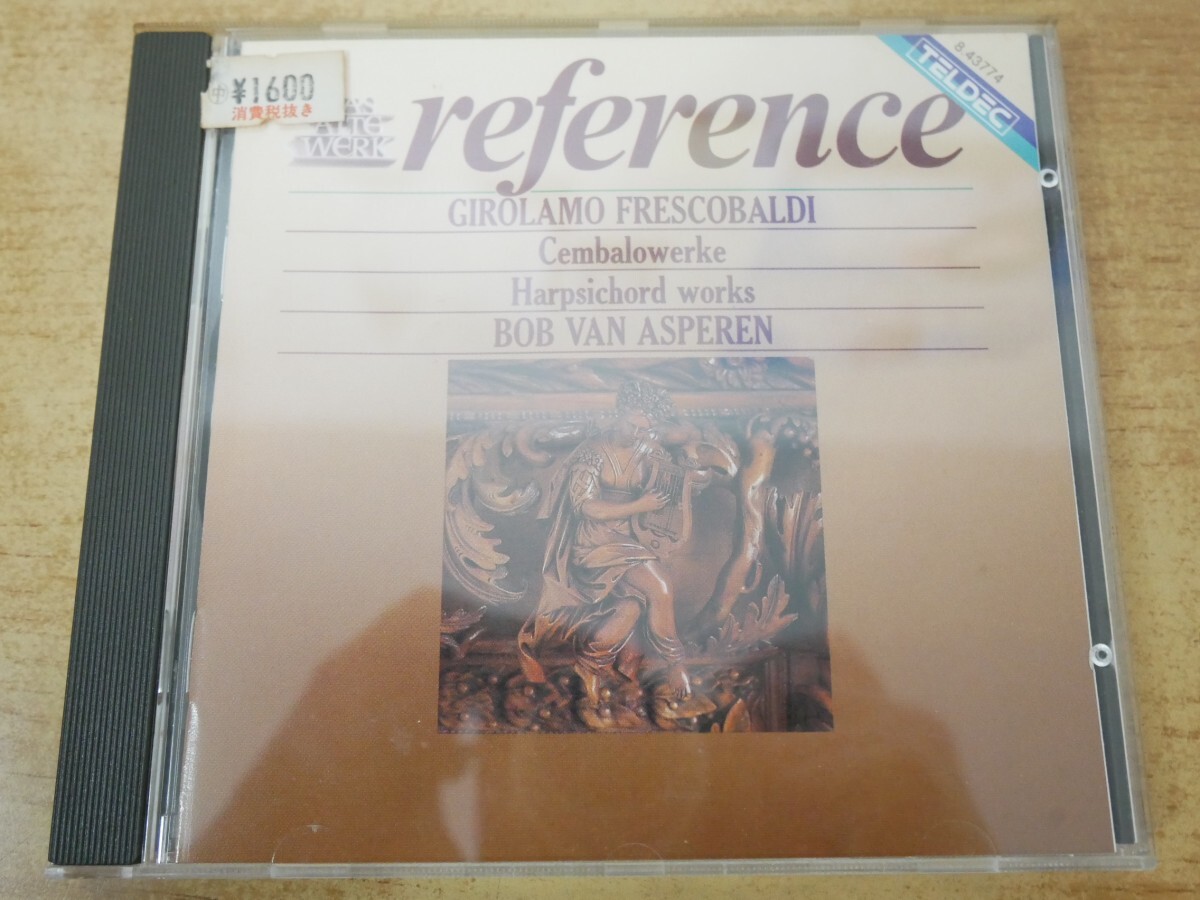 ¥1600
消費税抜き
ALTE
WERK
reference
8.43774
TELDEC
GIROLAMO FRESCOBALDI
Cembalowerke
Harpsichord works
BOB VAN ASPEREN